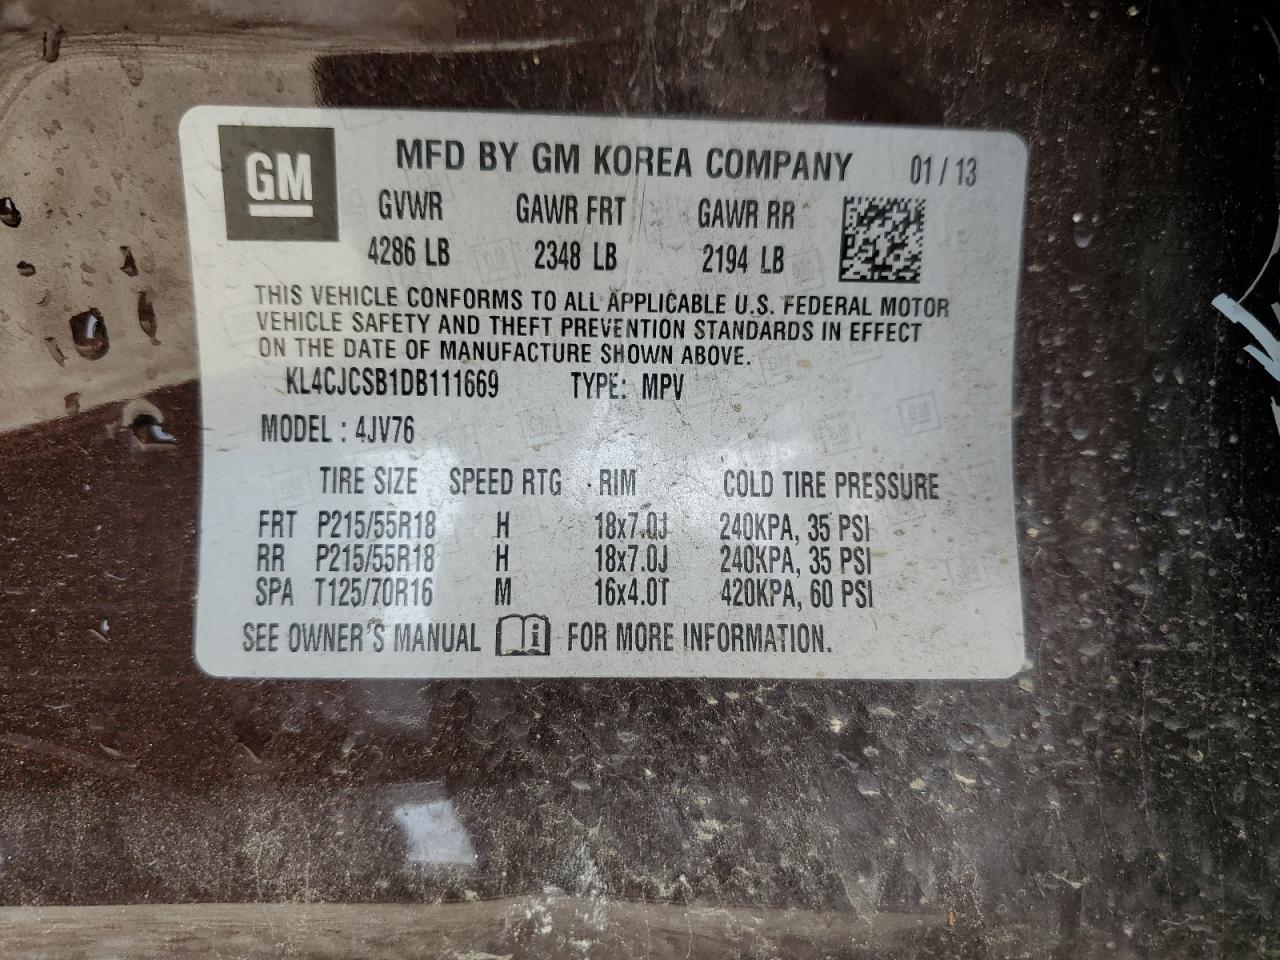 GM
MFD BY GM KOREA COMPANY 01/13
GVWR GAWR FRT GAWR RR
4286 LB 2348 LB 2194 LB
THIS VEHICLE CONFORMS TO ALL APPLICABLE U.S. FEDERAL MOTOR
VEHICLE SAFETY AND THEFT PREVENTION STANDARDS IN EFFECT
ON THE DATE OF MANUFACTURE SHOWN ABOVE.
KL4CJCSB1DB111669 TYPE: MPV
MODEL : 4JV76
TIRE SIZE SPEED RTG RIM COLD TIRE PRESSURE
FRT P215/55R18 H 18x7.0J 240KPA, 35 PSI
RR P215/55R18 H 18x7.0J 240KPA, 35 PSI
SPA T125/70R16 M 16x4.0T 420KPA, 60 PSI
SEE OWNER'S MANUAL i FOR MORE INFORMATION.